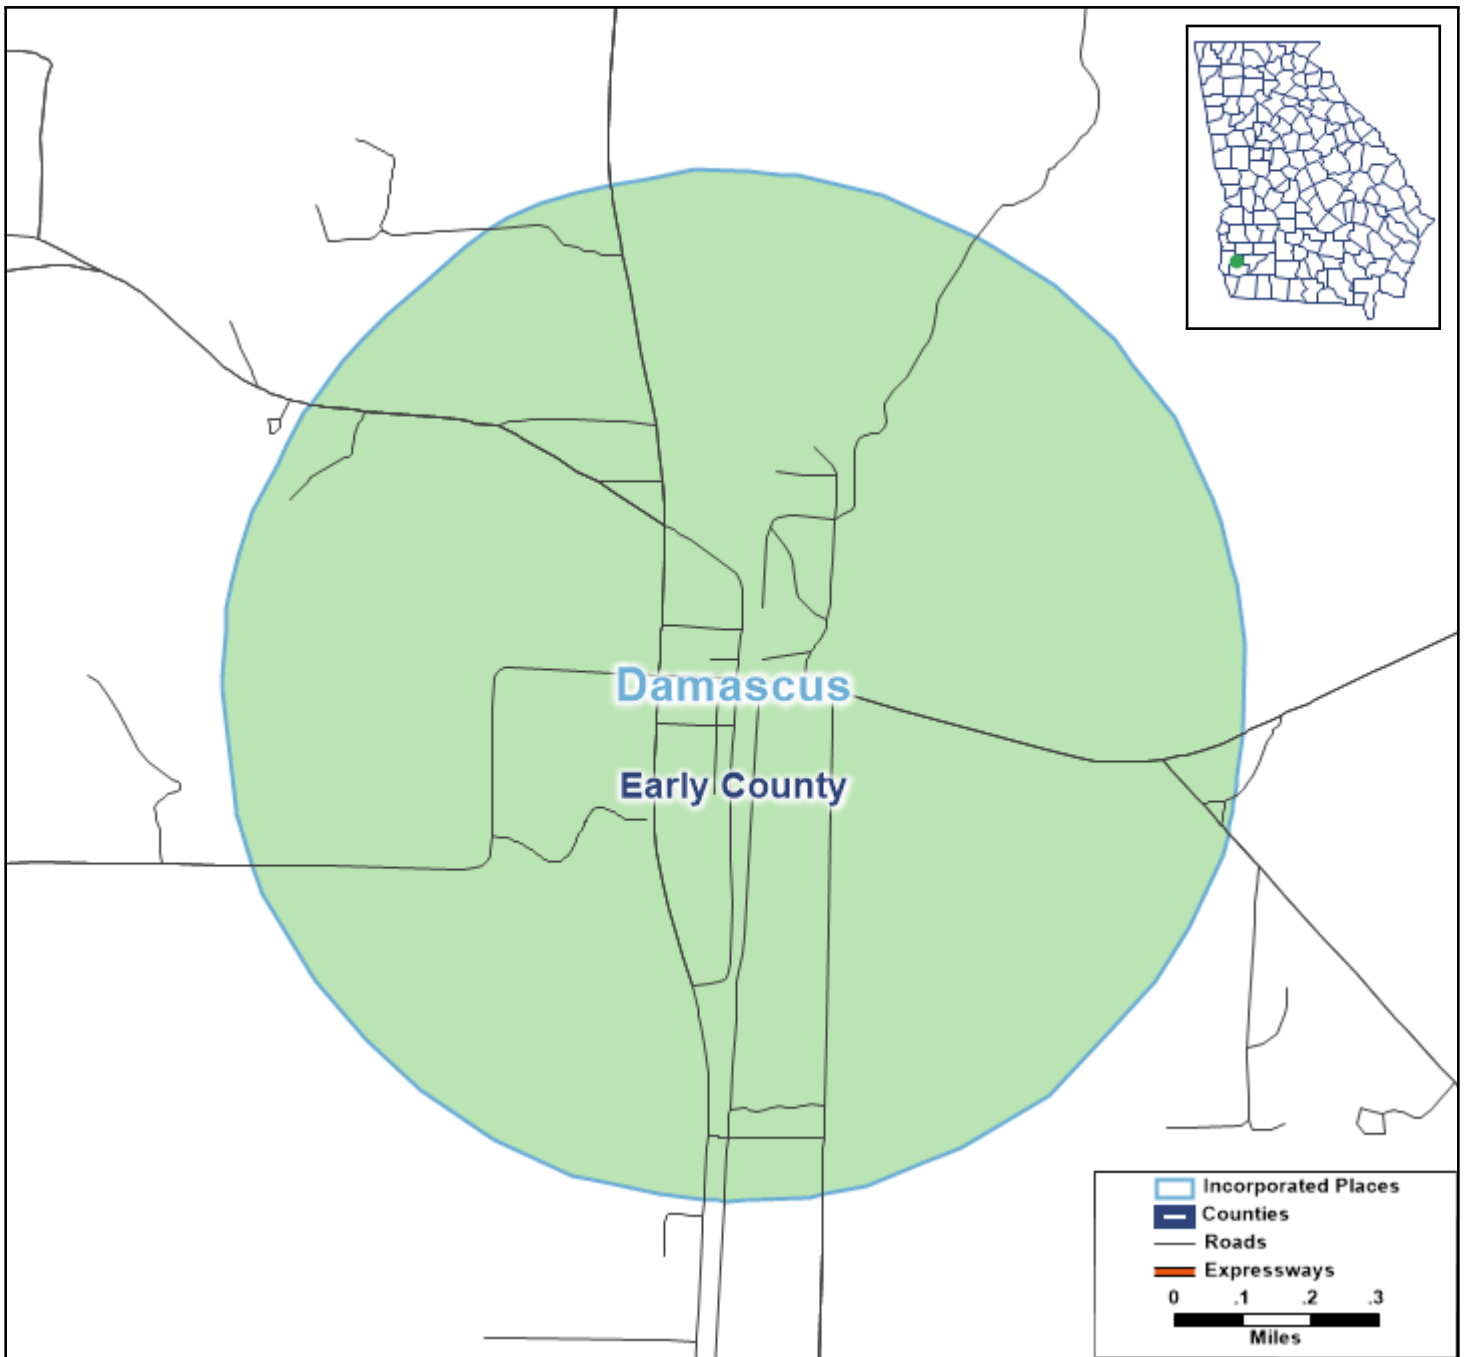 Damascus
Early County
Incorporated Places
Counties
Roads
Expressways
0 .1 .2 .3
Miles